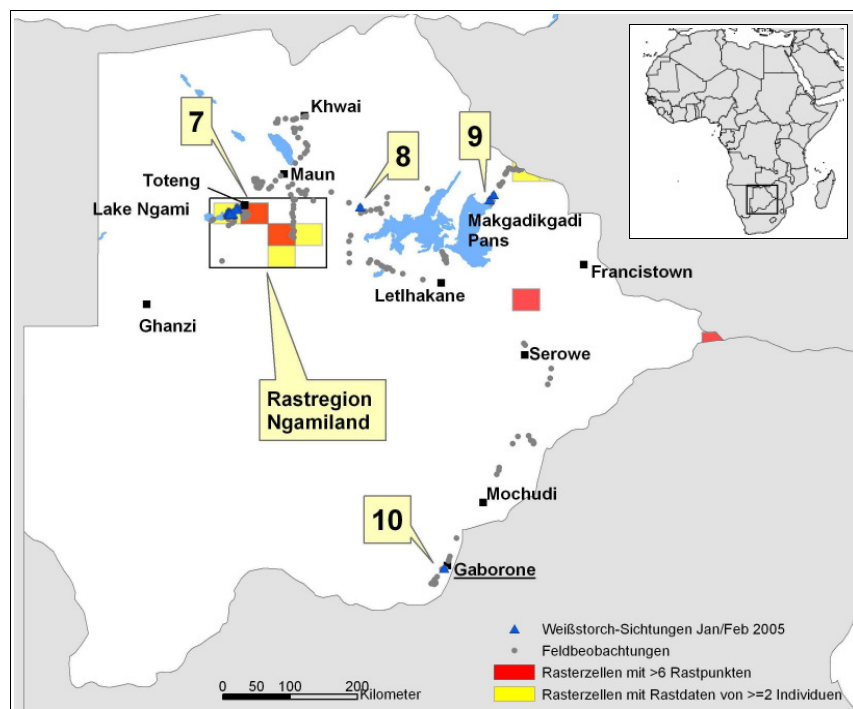 Khwai
7
8
9
Maun
Toteng
Lake Ngami
Makgadikgadi
Pans
Francistown
Letlhakane
Ghanzi
Serowe
Rastregion
Ngamiland
Mochudi
10
Gaborone
Weißstorch-Sichtungen Jan/Feb 2005
Feldbeobachtungen
Rasterzellen mit >6 Rastpunkten
Rasterzellen mit Rastdaten von >=2 Individuen
0 50 100 200
Kilometer